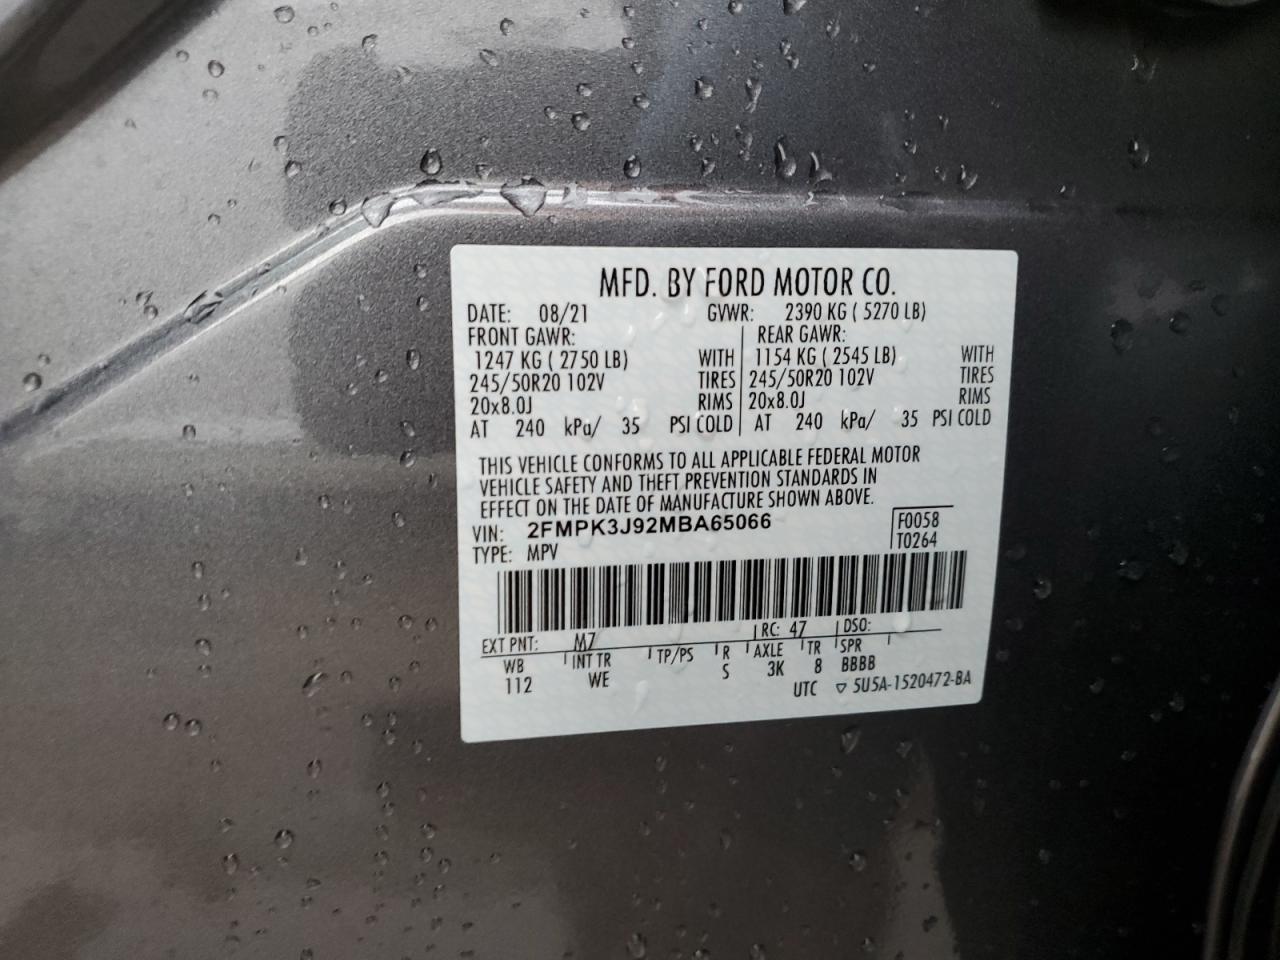 MFD. BY FORD MOTOR CO.
DATE: 08/21 GVWR: 2390 KG ( 5270 LB)
FRONT GAWR: REAR GAWR:
1247 KG ( 2750 LB) WITH 1154 KG ( 2545 LB) WITH
245/50R20 102V TIRES 245/50R20 102V TIRES
20x8.0J RIMS 20x8.0J RIMS
AT 240 kPa/ 35 PSI COLD AT 240 kPa/ 35 PSI COLD
THIS VEHICLE CONFORMS TO ALL APPLICABLE FEDERAL MOTOR
VEHICLE SAFETY AND THEFT PREVENTION STANDARDS IN
EFFECT ON THE DATE OF MANUFACTURE SHOWN ABOVE.
VIN: 2FMPK3J92MBA65066 F0058
TYPE: MPV T0264
EXT PNT: M7 RC: 47 DSO:
WB INT TR TP/PS R AXLE TR SPR
112 WE S 3K 8 BBBB
UTC ▽ 5U5A-1520472-BA